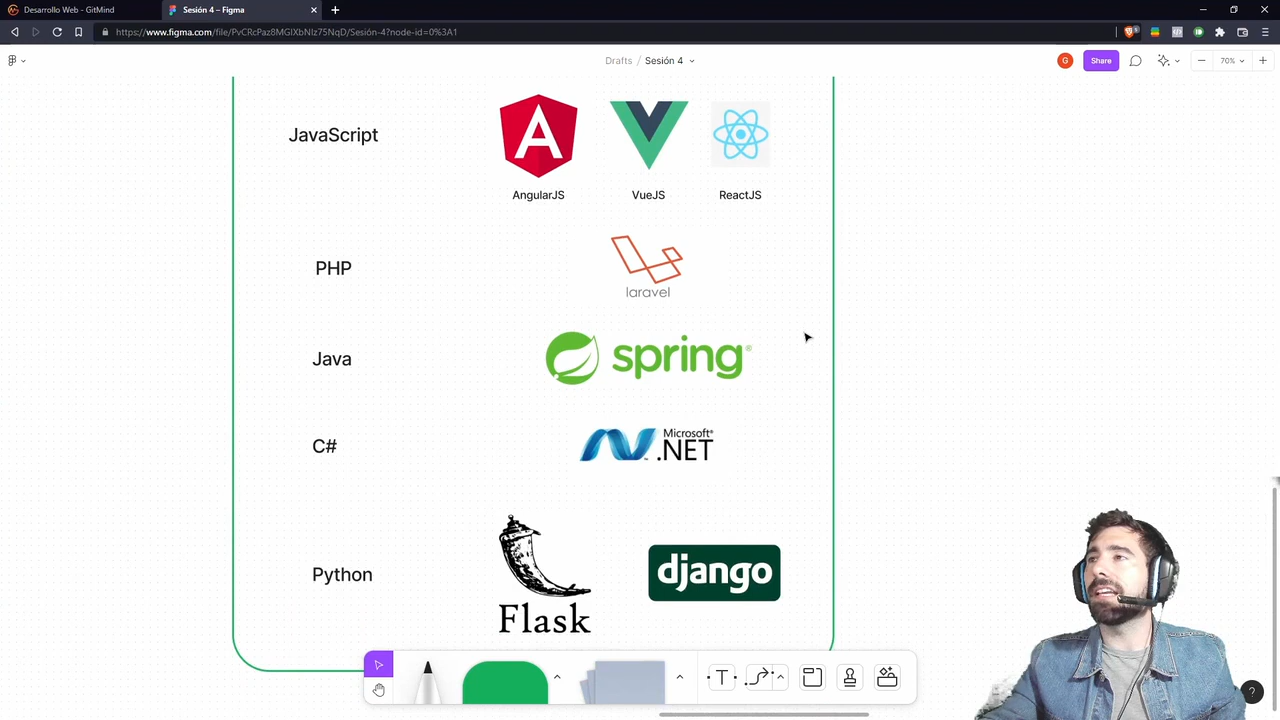 Desarrollo Web - GitMind
Sesión 4 – Figma
https://www.figma.com/file/PvCRcPaz8MGlXbNlz75NqD/Sesión-4?node-id=0%3A1
Drafts / Sesión 4
G
Share
70%
JavaScript
AngularJS
VueJS
ReactJS
PHP
laravel
Java
spring®
C#
Microsoft®
.NET
Python
Flask
django
T
?